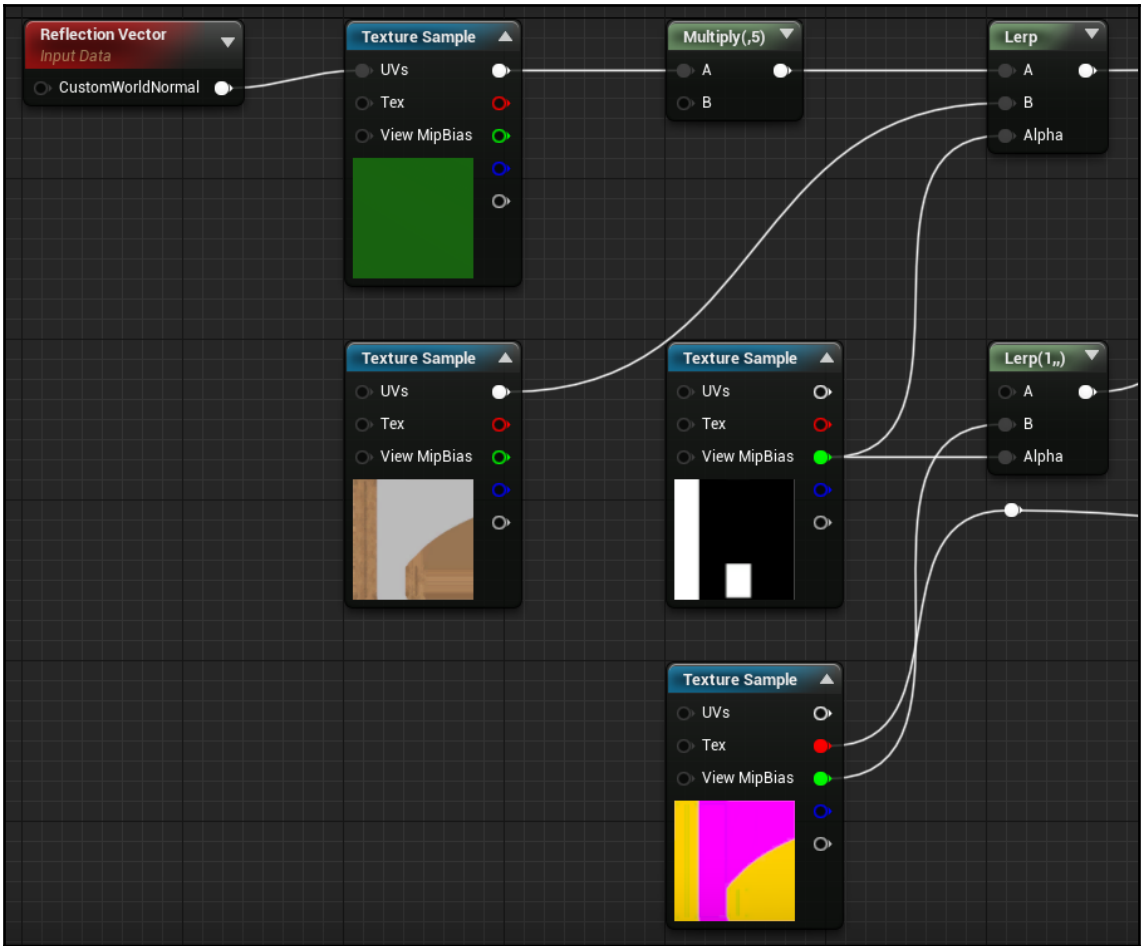 Reflection Vector
Input Data
CustomWorldNormal
Texture Sample
UVs
Tex
View MipBias
Multiply(,5)
A
B
Lerp
A
B
Alpha
Texture Sample
UVs
Tex
View MipBias
Texture Sample
UVs
Tex
View MipBias
Lerp(1,,)
A
B
Alpha
Texture Sample
UVs
Tex
View MipBias